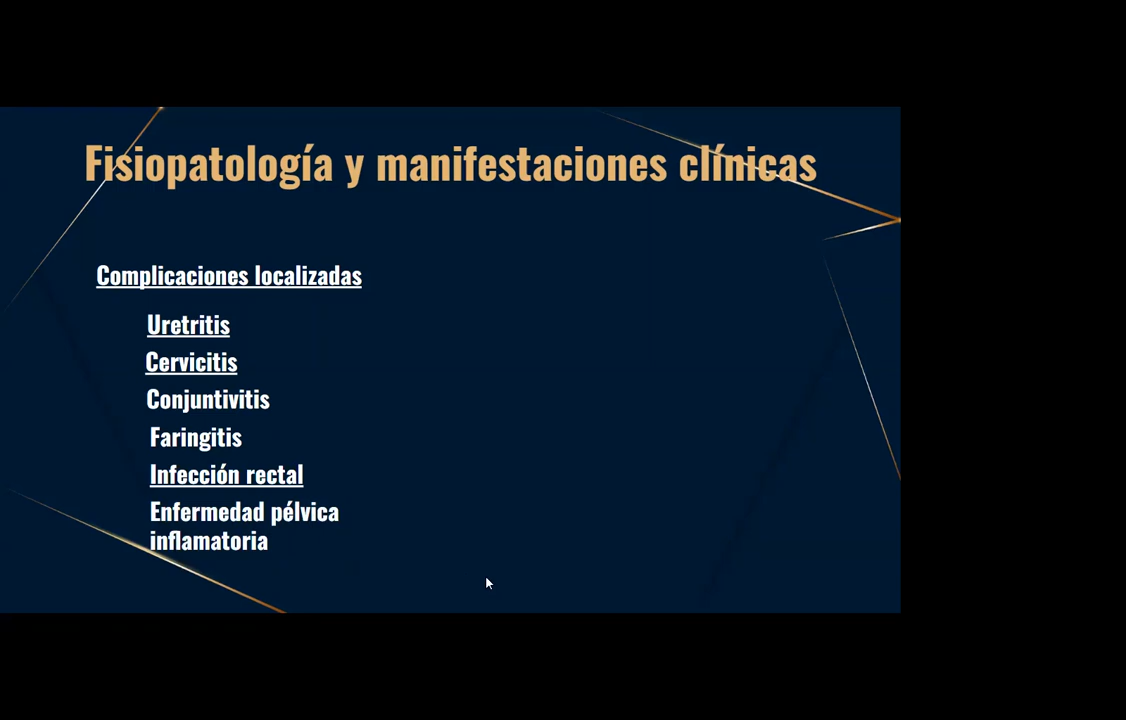 Fisiopatología y manifestaciones clínicas
Complicaciones localizadas
Uretritis
Cervicitis
Conjuntivitis
Faringitis
Infección rectal
Enfermedad pélvica
inflamatoria